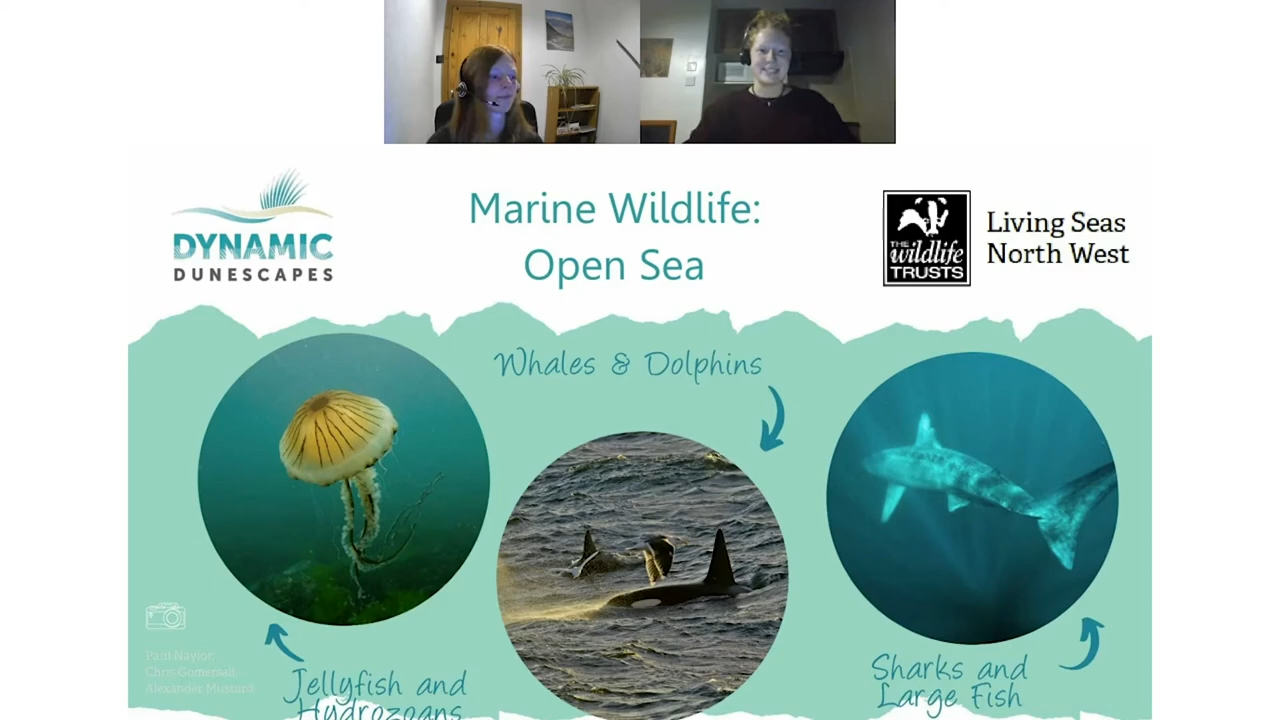 DYNAMIC
DUNESCAPES
Marine Wildlife:
Open Sea
THE
wildlife
TRUSTS
Living Seas
North West
Whales & Dolphins
Paul Naylor,
Chris Gomersall,
Alexander Mustard
Jellyfish and
Hydrozoans
Sharks and
Large Fish